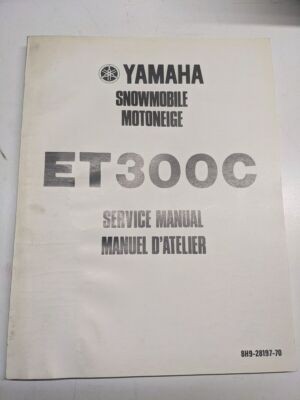 YAMAHA
SNOWMOBILE
MOTONEIGE
ET300C
SERVICE MANUAL
MANUEL D'ATELIER
8H9-28197-70